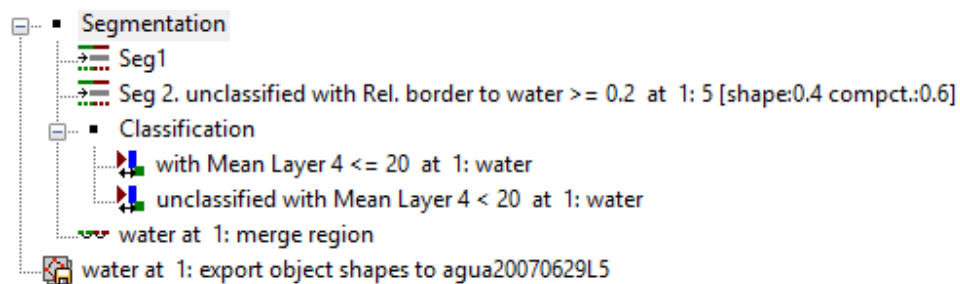 Segmentation
Seg1
Seg 2. unclassified with Rel. border to water >= 0.2 at 1: 5 [shape:0.4 compct.:0.6]
Classification
with Mean Layer 4 <= 20 at 1: water
unclassified with Mean Layer 4 < 20 at 1: water
water at 1: merge region
water at 1: export object shapes to agua20070629L5